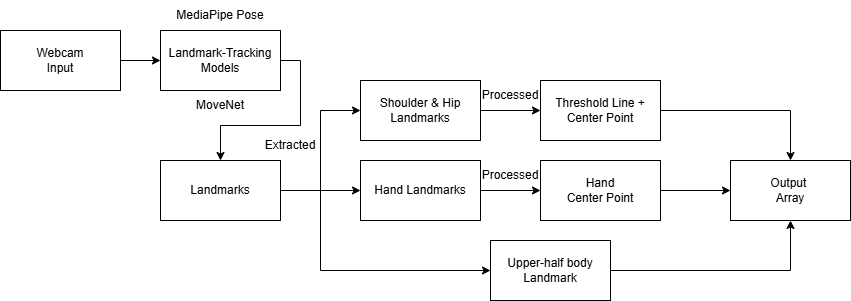 MediaPipe Pose
Webcam
Input
Landmark-Tracking
Models
MoveNet
Shoulder & Hip
Landmarks
Processed
Threshold Line +
Center Point
Extracted
Landmarks
Hand Landmarks
Processed
Hand
Center Point
Output
Array
Upper-half body
Landmark